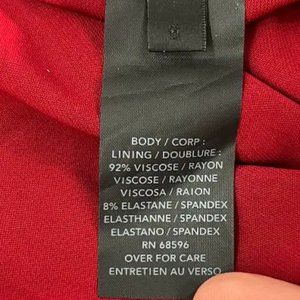 BODY / CORP :
LINING / DOUBLURE :
92% VISCOSE / RAYON
VISCOSE / RAYONNE
VISCOSA / RAION
8% ELASTANE / SPANDEX
ELASTHANNE / SPANDEX
ELASTANO / SPANDEX
RN 68596
OVER FOR CARE
ENTRETIEN AU VERSO